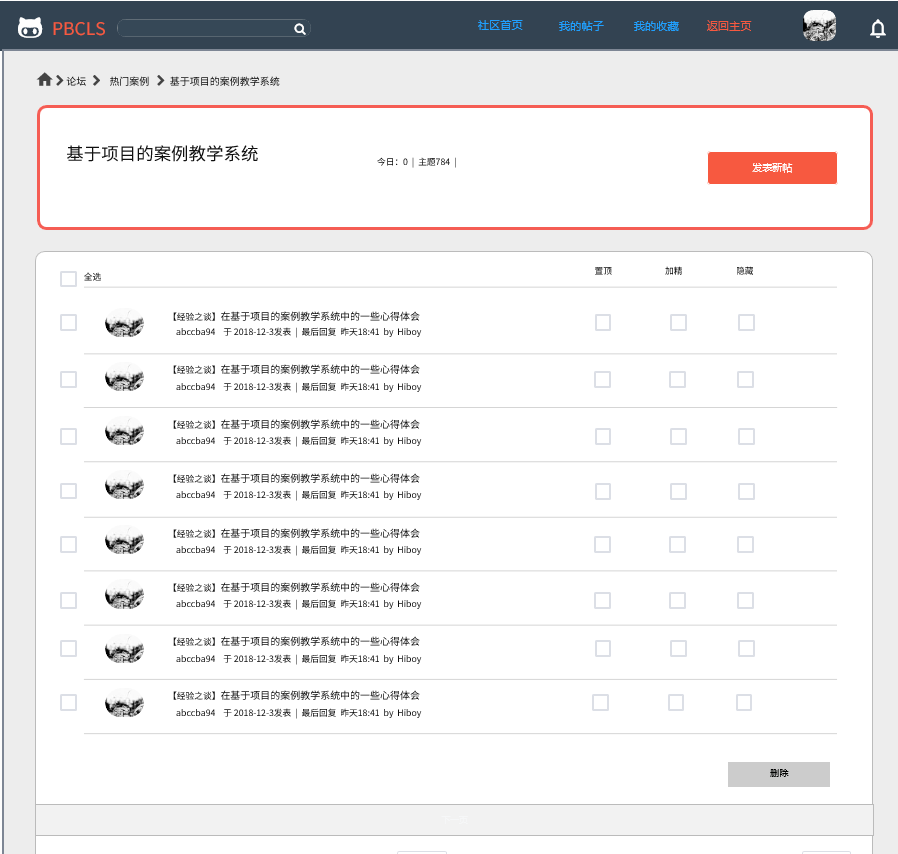 PBCLS 社区首页 我的帖子 我的收藏 返回主页
论坛 热门案例 基于项目的案例教学系统
基于项目的案例教学系统 今日：0 | 主题784 | 发表新帖
全选 置顶 加精 隐藏
【经验之谈】在基于项目的案例教学系统中的一些心得体会
abccba94 于 2018-12-3发表 | 最后回复 昨天18:41 by Hiboy
【经验之谈】在基于项目的案例教学系统中的一些心得体会
abccba94 于 2018-12-3发表 | 最后回复 昨天18:41 by Hiboy
【经验之谈】在基于项目的案例教学系统中的一些心得体会
abccba94 于 2018-12-3发表 | 最后回复 昨天18:41 by Hiboy
【经验之谈】在基于项目的案例教学系统中的一些心得体会
abccba94 于 2018-12-3发表 | 最后回复 昨天18:41 by Hiboy
【经验之谈】在基于项目的案例教学系统中的一些心得体会
abccba94 于 2018-12-3发表 | 最后回复 昨天18:41 by Hiboy
【经验之谈】在基于项目的案例教学系统中的一些心得体会
abccba94 于 2018-12-3发表 | 最后回复 昨天18:41 by Hiboy
【经验之谈】在基于项目的案例教学系统中的一些心得体会
abccba94 于 2018-12-3发表 | 最后回复 昨天18:41 by Hiboy
【经验之谈】在基于项目的案例教学系统中的一些心得体会
abccba94 于 2018-12-3发表 | 最后回复 昨天18:41 by Hiboy
删除